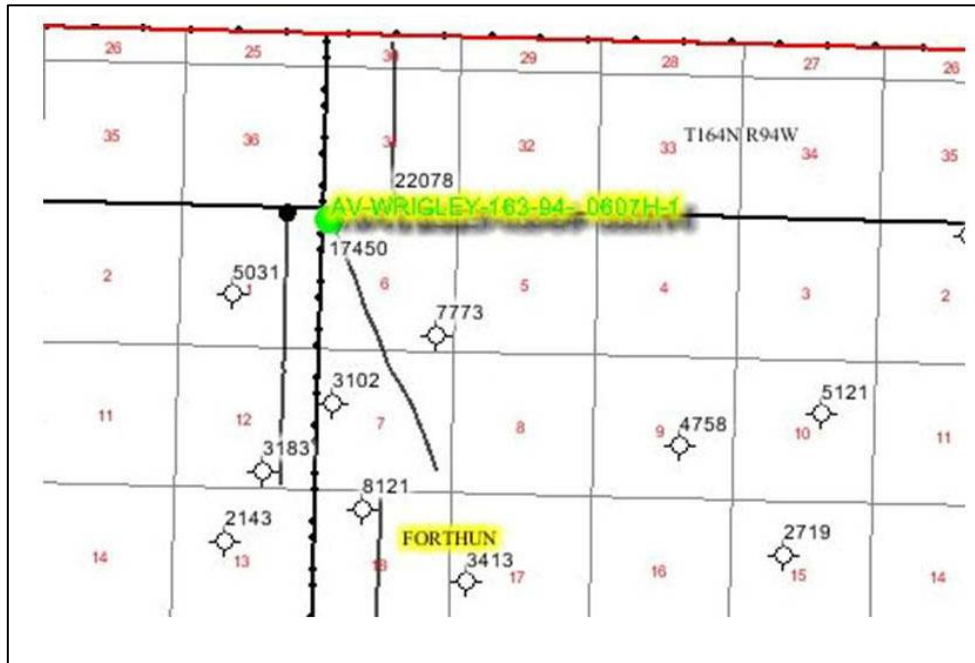 26 25 30 29 28 27 26
35 36 31 32 33 T164N R94W 34 35
22078
AV-WRIGLEY-163-94-_0607H-1
17450
2 5031 1 6 5 4 3 2
7773
3102 5121
11 12 7 8 9 4758 10 11
3183
8121
2143 FORTHUN 2719
14 13 18 3413 17 16 15 14